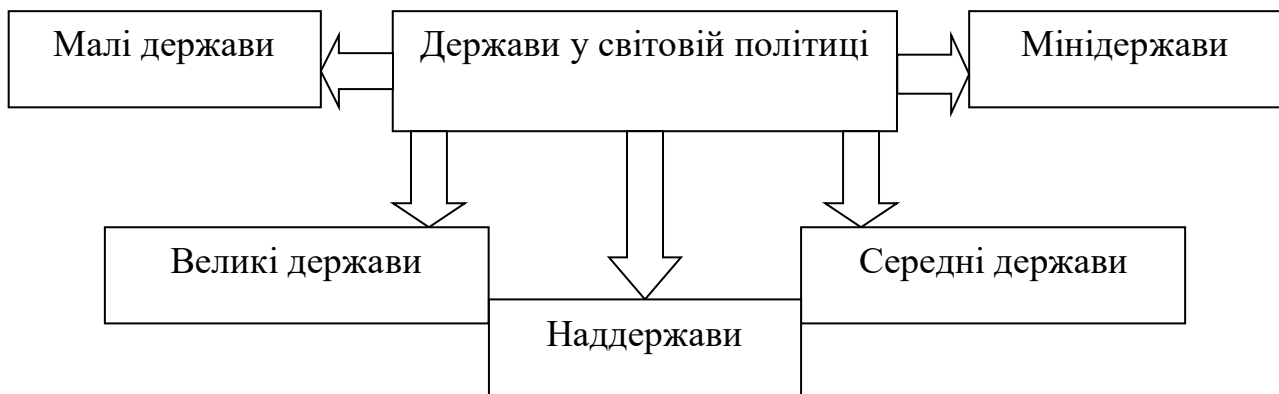 Малі держави
Держави у світовій політиці
Мінідержави
Великі держави
Середні держави
Наддержави